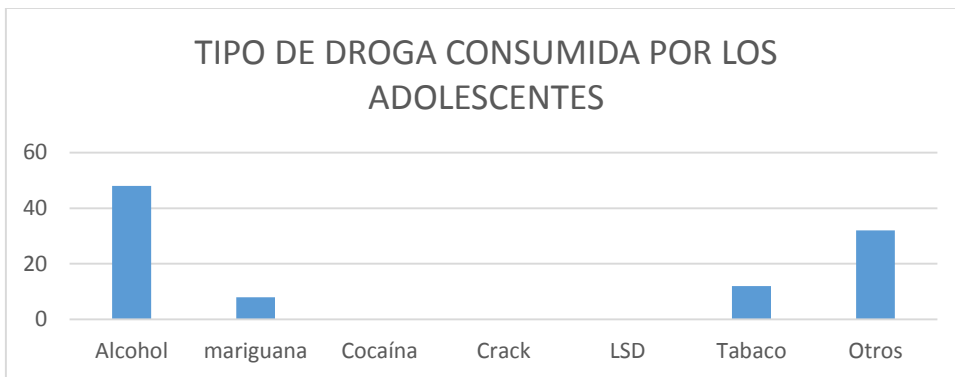 TIPO DE DROGA CONSUMIDA POR LOS
ADOLESCENTES
60
40
20
0
Alcohol mariguana Cocaína Crack LSD Tabaco Otros